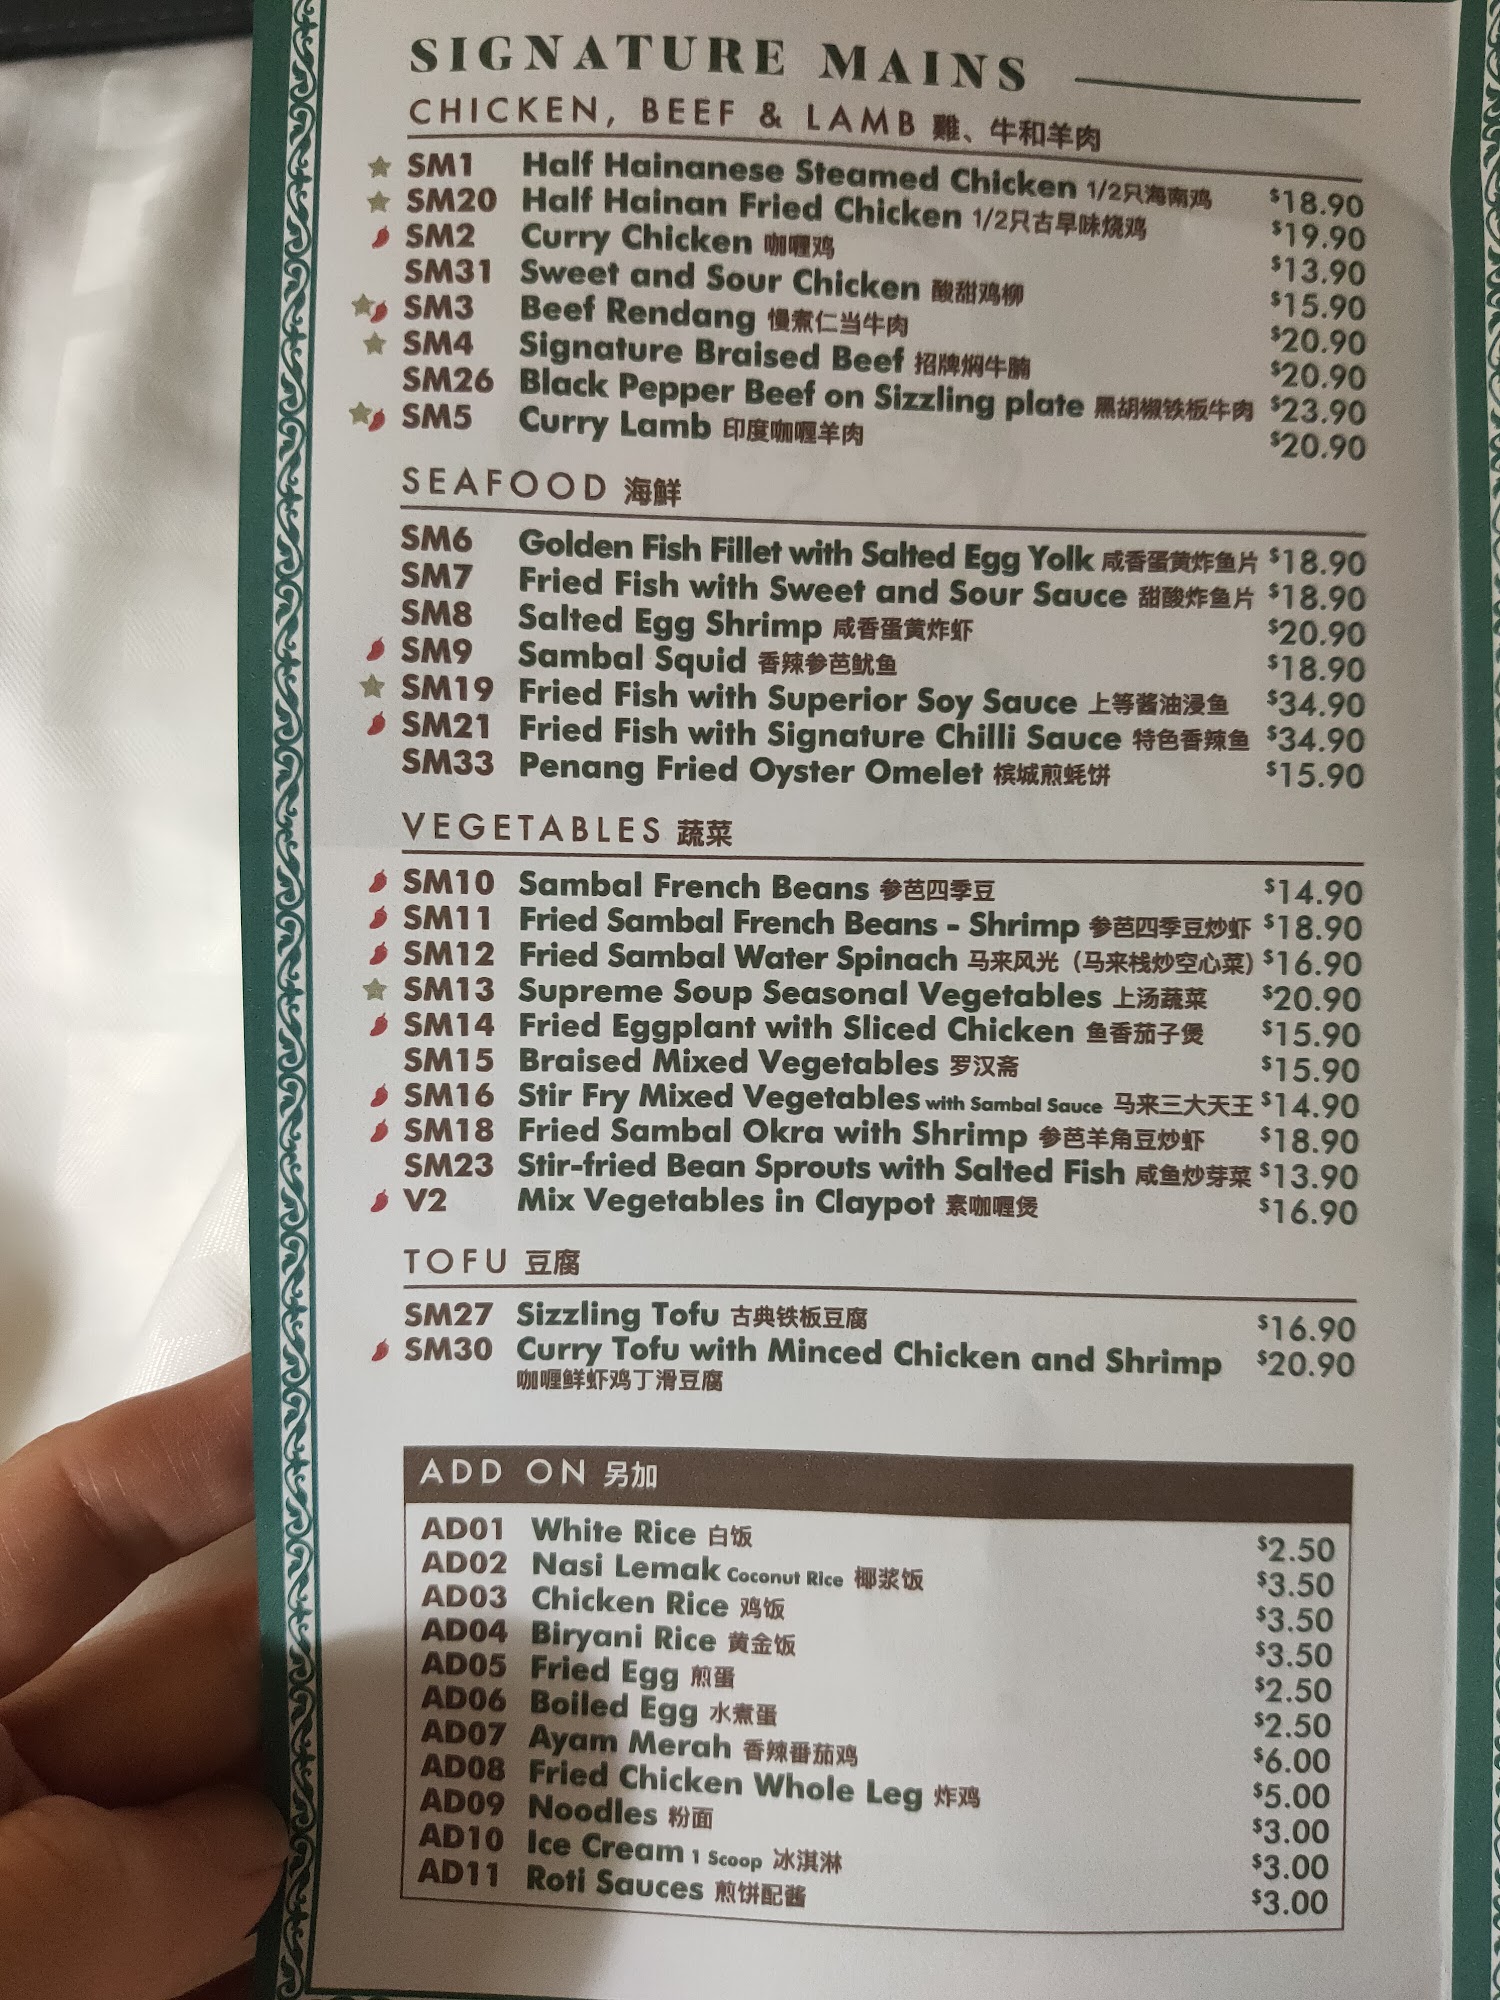 SIGNATURE MAINS
CHICKEN, BEEF & LAMB 雞、牛和羊肉
SM1 Half Hainanese Steamed Chicken 1/2只海南鸡 $18.90
SM20 Half Hainan Fried Chicken 1/2只古早味烧鸡 $19.90
SM2 Curry Chicken 咖喱鸡 $13.90
SM31 Sweet and Sour Chicken 酸甜鸡柳 $15.90
SM3 Beef Rendang 慢煮仁当牛肉 $20.90
SM4 Signature Braised Beef 招牌焖牛腩 $20.90
SM26 Black Pepper Beef on Sizzling plate 黑胡椒铁板牛肉 $23.90
SM5 Curry Lamb 印度咖喱羊肉 $20.90
SEAFOOD 海鲜
SM6 Golden Fish Fillet with Salted Egg Yolk 咸香蛋黄炸鱼片 $18.90
SM7 Fried Fish with Sweet and Sour Sauce 甜酸炸鱼片 $18.90
SM8 Salted Egg Shrimp 咸香蛋黄炸虾 $20.90
SM9 Sambal Squid 香辣参芭鱿鱼 $18.90
SM19 Fried Fish with Superior Soy Sauce 上等酱油浸鱼 $34.90
SM21 Fried Fish with Signature Chilli Sauce 特色香辣鱼 $34.90
SM33 Penang Fried Oyster Omelet 槟城煎蚝饼 $15.90
VEGETABLES 蔬菜
SM10 Sambal French Beans 参芭四季豆 $14.90
SM11 Fried Sambal French Beans - Shrimp 参芭四季豆炒虾 $18.90
SM12 Fried Sambal Water Spinach 马来风光（马来栈炒空心菜） $16.90
SM13 Supreme Soup Seasonal Vegetables 上汤蔬菜 $20.90
SM14 Fried Eggplant with Sliced Chicken 鱼香茄子煲 $15.90
SM15 Braised Mixed Vegetables 罗汉斋 $15.90
SM16 Stir Fry Mixed Vegetables with Sambal Sauce 马来三大天王 $14.90
SM18 Fried Sambal Okra with Shrimp 参芭羊角豆炒虾 $18.90
SM23 Stir-fried Bean Sprouts with Salted Fish 咸鱼炒芽菜 $13.90
V2 Mix Vegetables in Claypot 素咖喱煲 $16.90
TOFU 豆腐
SM27 Sizzling Tofu 古典铁板豆腐 $16.90
SM30 Curry Tofu with Minced Chicken and Shrimp $20.90
咖喱鲜虾鸡丁滑豆腐
ADD ON 另加
AD01 White Rice 白饭 $2.50
AD02 Nasi Lemak Coconut Rice 椰浆饭 $3.50
AD03 Chicken Rice 鸡饭 $3.50
AD04 Biryani Rice 黄金饭 $3.50
AD05 Fried Egg 煎蛋 $2.50
AD06 Boiled Egg 水煮蛋 $2.50
AD07 Ayam Merah 香辣番茄鸡 $6.00
AD08 Fried Chicken Whole Leg 炸鸡 $5.00
AD09 Noodles 粉面 $3.00
AD10 Ice Cream 1 Scoop 冰淇淋 $3.00
AD11 Roti Sauces 煎饼配酱 $3.00